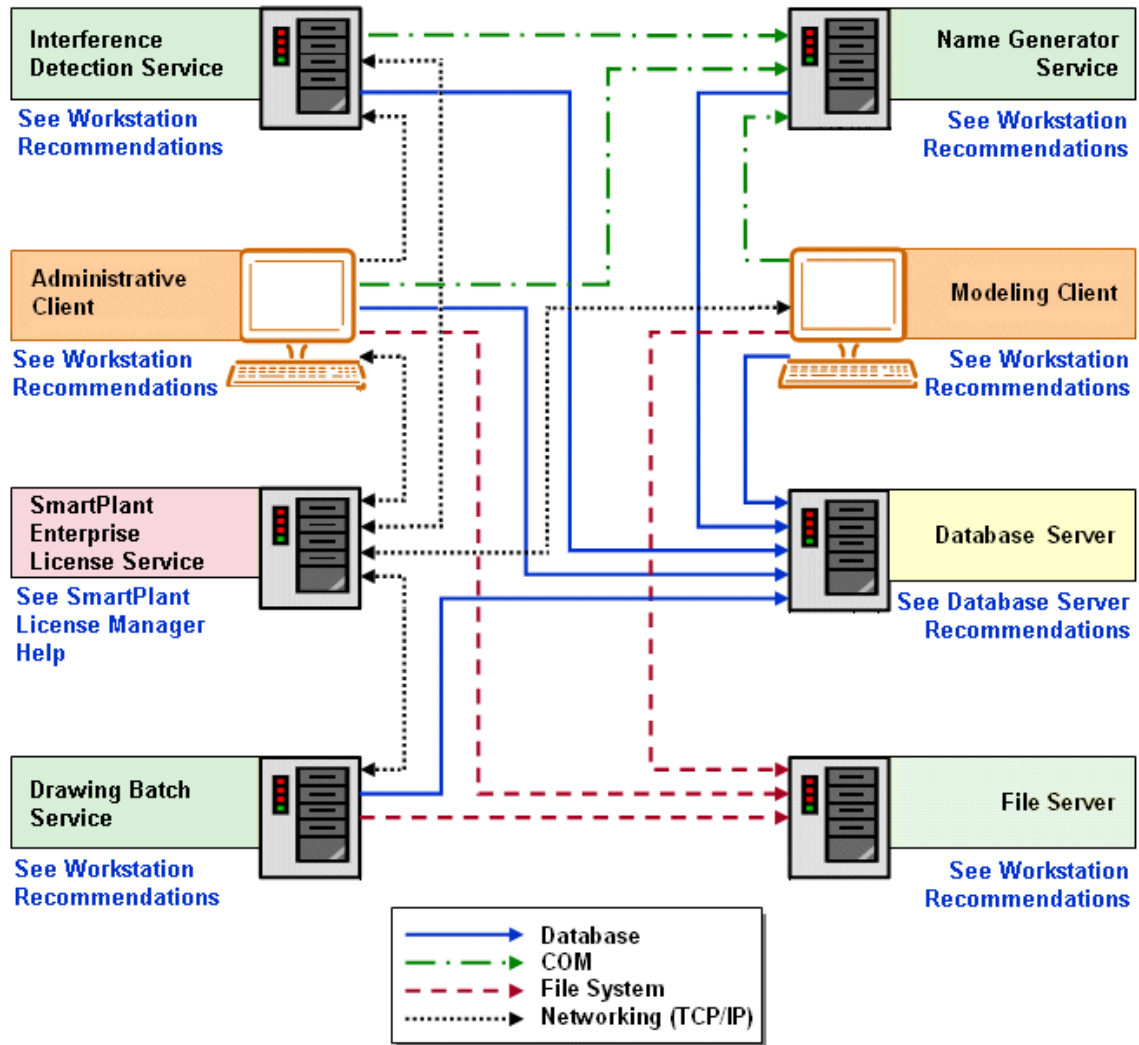 Interference
Detection Service
See Workstation
Recommendations
Name Generator
Service
See Workstation
Recommendations
Administrative
Client
See Workstation
Recommendations
Modeling Client
See Workstation
Recommendations
SmartPlant
Enterprise
License Service
See SmartPlant
License Manager
Help
Database Server
See Database Server
Recommendations
Drawing Batch
Service
See Workstation
Recommendations
File Server
See Workstation
Recommendations
Database
COM
File System
Networking (TCP/IP)